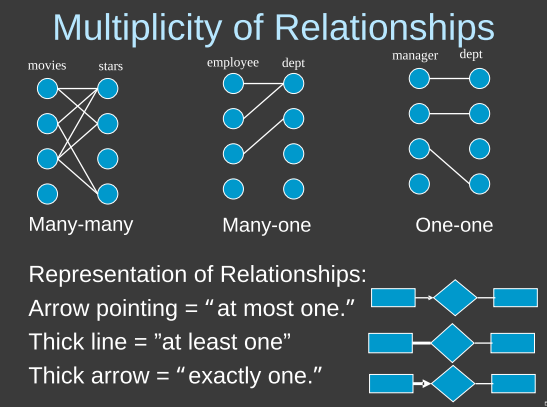 Multiplicity of Relationships
movies stars
employee dept
manager dept
Many-many
Many-one
One-one
Representation of Relationships:
Arrow pointing = “at most one.”
Thick line = ”at least one”
Thick arrow = “exactly one.”